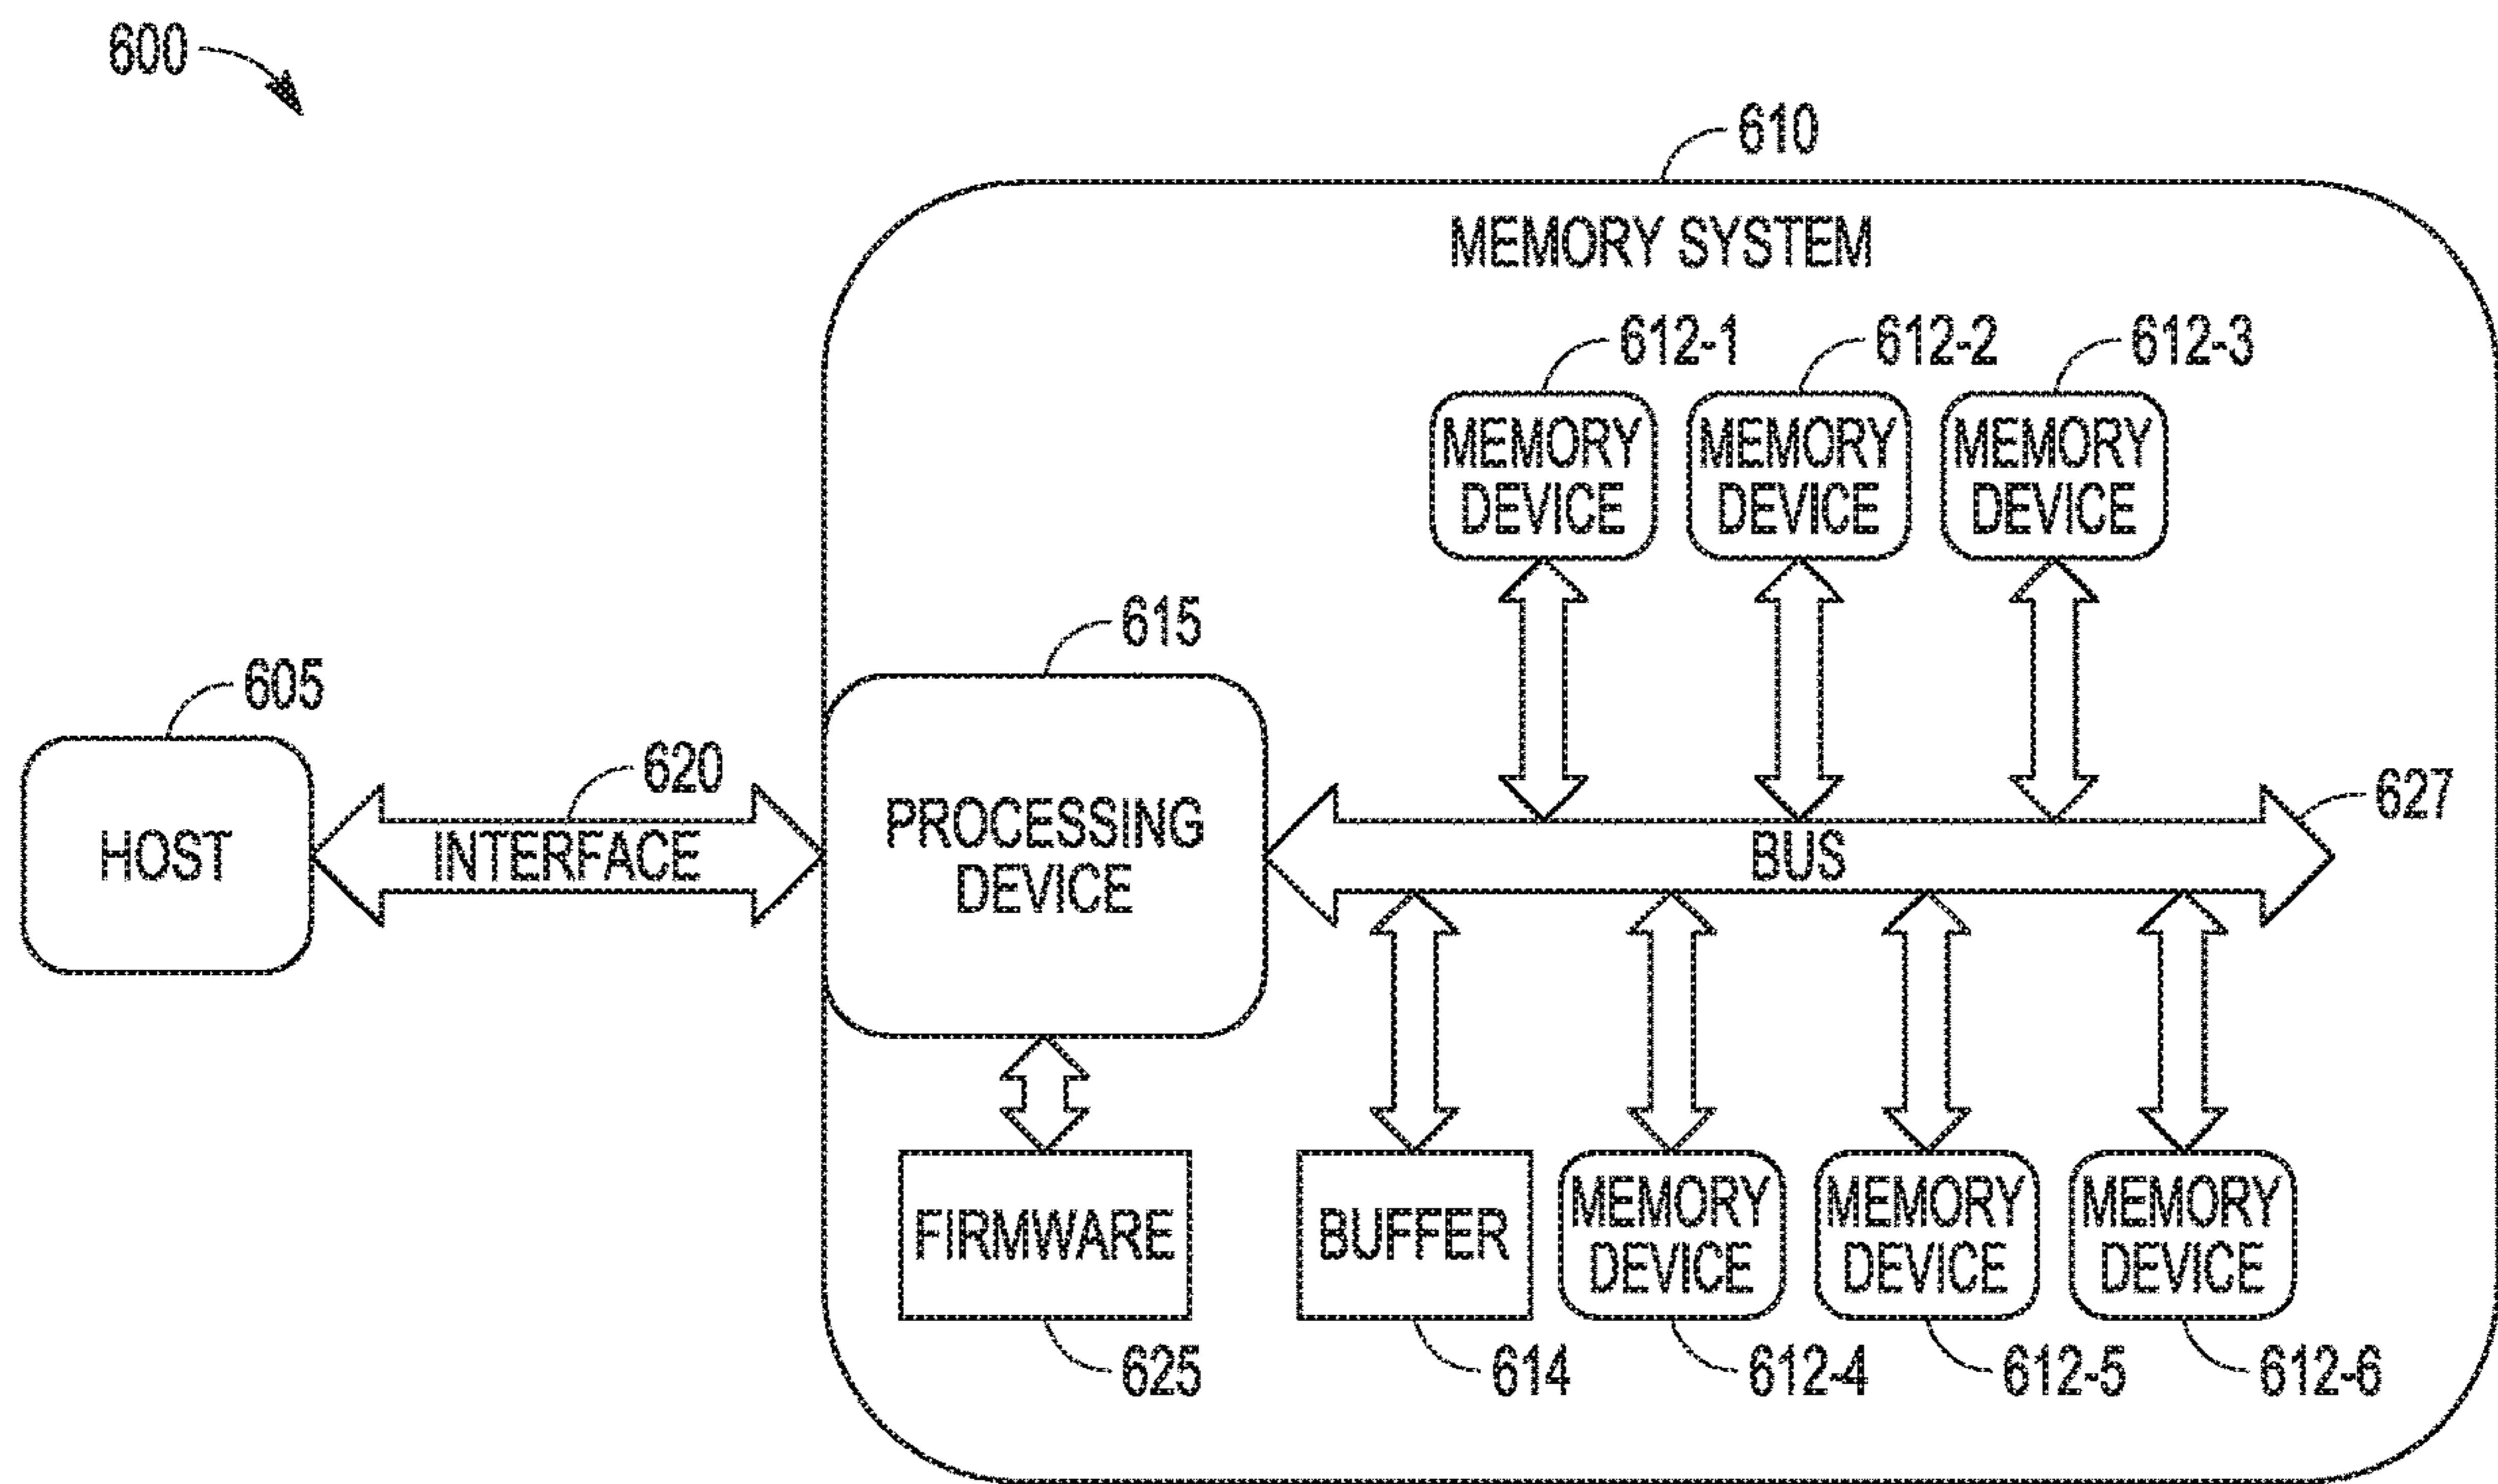 600
610
MEMORY SYSTEM
612-1
612-2
612-3
MEMORY
DEVICE
MEMORY
DEVICE
MEMORY
DEVICE
615
605
620
627
HOST
INTERFACE
PROCESSING
DEVICE
BUS
FIRMWARE
BUFFER
MEMORY
DEVICE
MEMORY
DEVICE
MEMORY
DEVICE
625
614
612-4
612-5
612-6